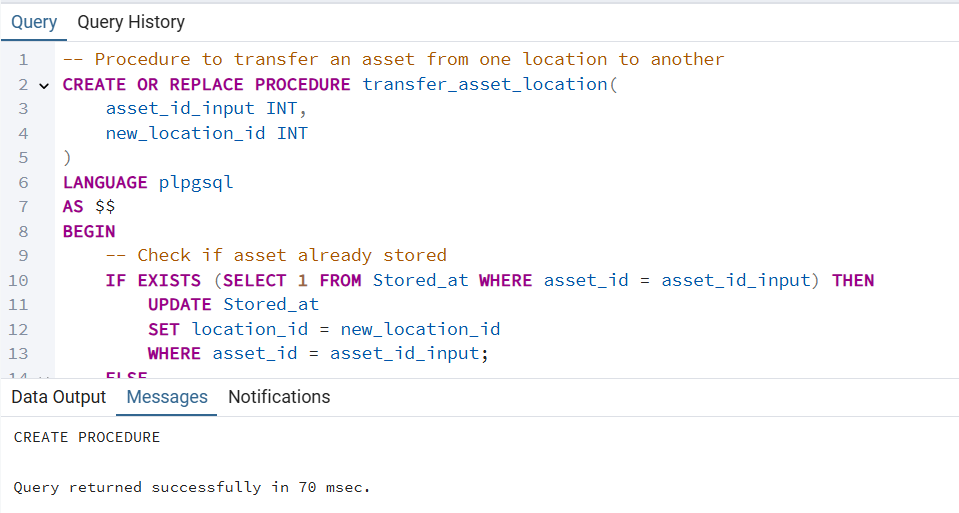 Query Query History
1 -- Procedure to transfer an asset from one location to another
2 CREATE OR REPLACE PROCEDURE transfer_asset_location(
3 asset_id_input INT,
4 new_location_id INT
5 )
6 LANGUAGE plpgsql
7 AS $$
8 BEGIN
9 -- Check if asset already stored
10 IF EXISTS (SELECT 1 FROM Stored_at WHERE asset_id = asset_id_input) THEN
11 UPDATE Stored_at
12 SET location_id = new_location_id
13 WHERE asset_id = asset_id_input;
14 ELSE
Data Output Messages Notifications
CREATE PROCEDURE
Query returned successfully in 70 msec.